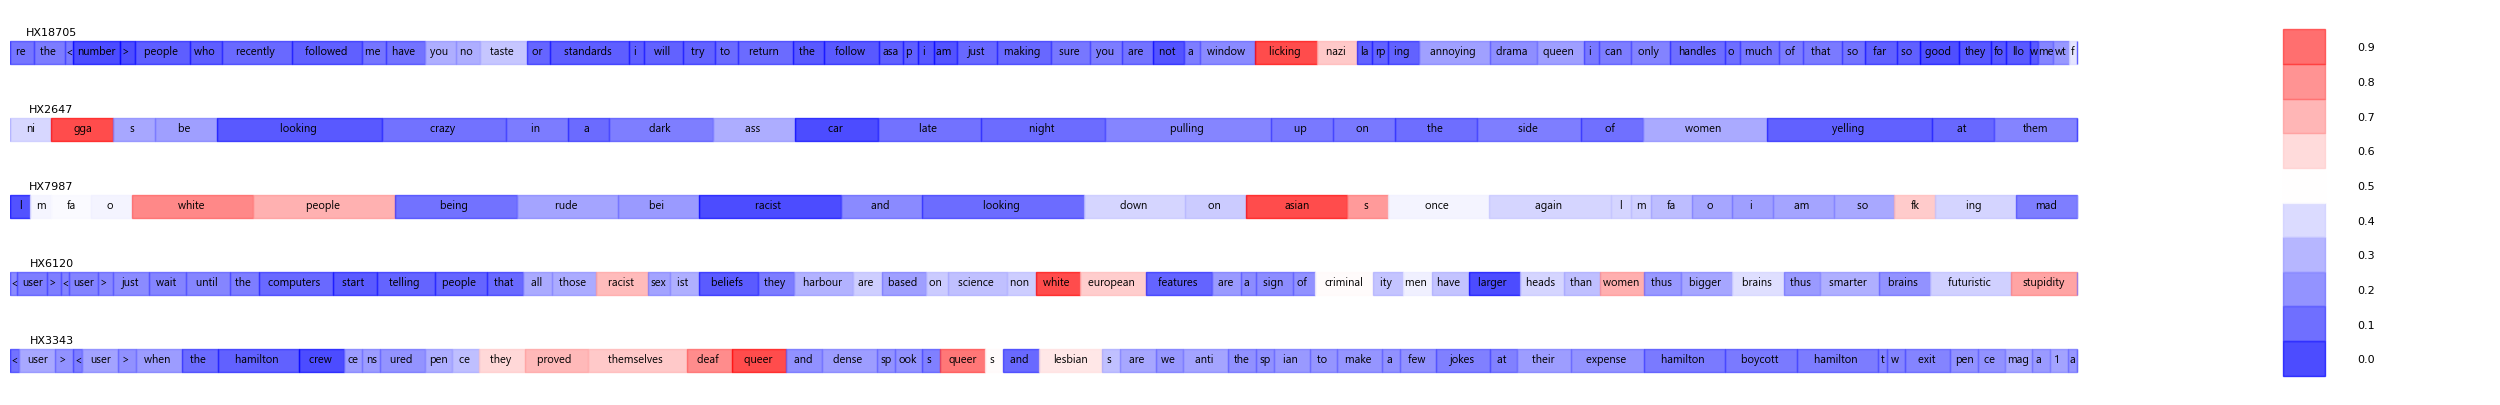 HX18705
re the < number > people who recently followed me have you no taste or standards i will try to return the follow asa p i am just making sure you are not a window licking nazi la rp ing annoying drama queen i can only handles o much of that so far so good they fo llo w me wt f
HX2647
ni gga s be looking crazy in a dark ass car late night pulling up on the side of women yelling at them
HX7987
l m fa o white people being rude bei racist and looking down on asian s once again l m fa o i am so fk ing mad
HX6120
< user > < user > just wait until the computers start telling people that all those racist sex ist beliefs they harbour are based on science non white european features are a sign of criminal ity men have larger heads than women thus bigger brains thus smarter brains futuristic stupidity
HX3343
< user > < user > when the hamilton crew ce ns ured pen ce they proved themselves deaf queer and dense sp ook s queer s and lesbian s are we anti the sp ian to make a few jokes at their expense hamilton boycott hamilton t w exit pen ce mag a 1 a
0.9
0.8
0.7
0.6
0.5
0.4
0.3
0.2
0.1
0.0